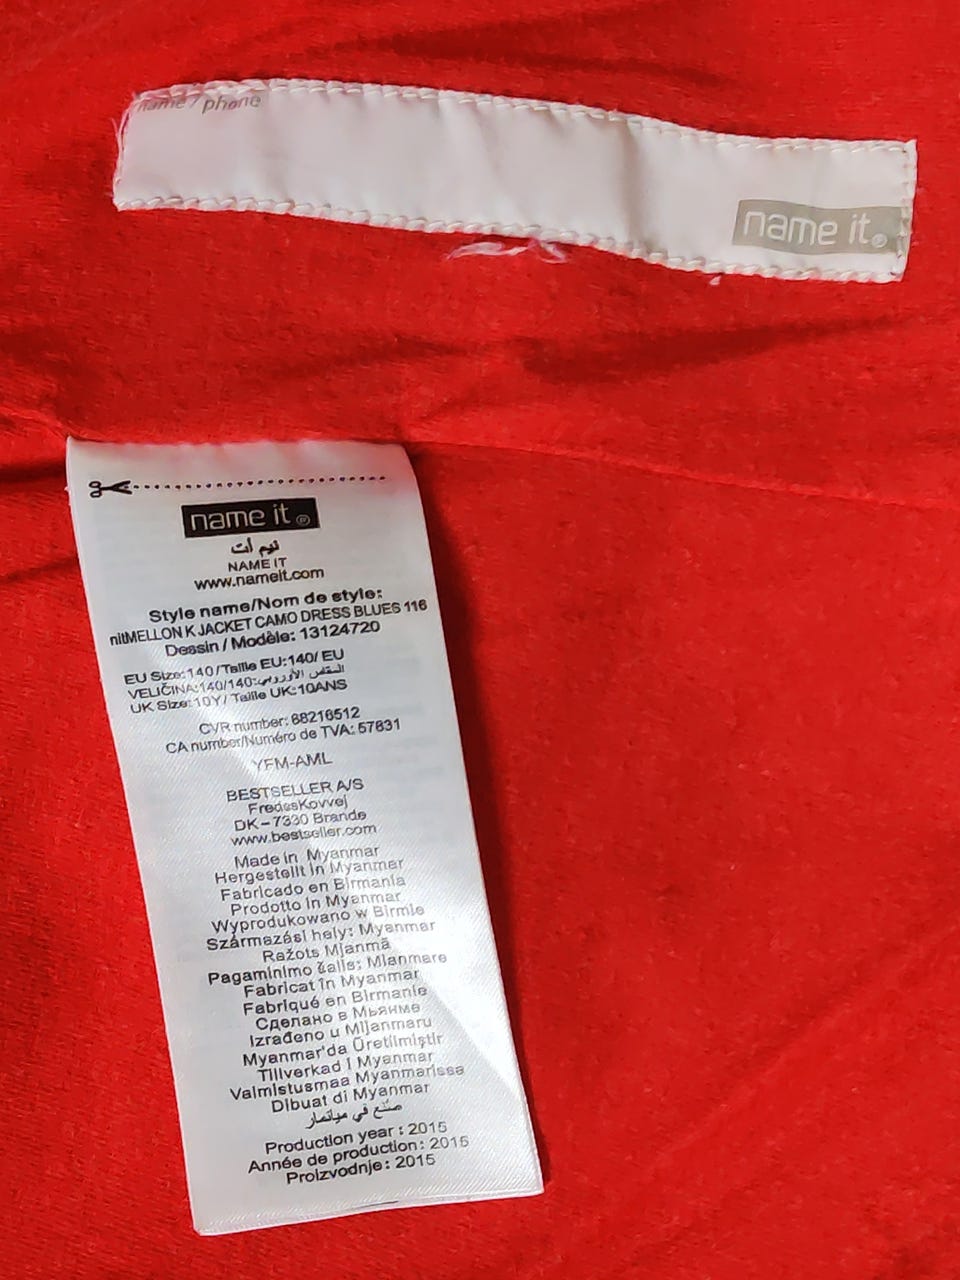 name / phone
name it®
name it®
نيم ات
NAME IT
www.nameit.com
Style name/Nom de style:
nitMELLON K JACKET CAMO DRESS BLUES 116
Dessin / Modèle: 13124720
EU Size:140/Taille EU:140/ EU
VELIČINA:140/140:المقاس الأوروبي
UK Size:10Y/ Taille UK:10ANS
CVR number: 88216512
CA number/Numéro de TVA: 57831
YFM-AML
BESTSELLER A/S
FredesKovvej
DK – 7330 Brande
www.bestseller.com
Made in Myanmar
Hergestellt in Myanmar
Fabricado en Birmania
Prodotto in Myanmar
Wyprodukowano w Birmie
Származási hely: Myanmar
Ražots Mjanmā
Pagaminimo šalis: Mianmare
Fabricat în Myanmar
Fabriqué en Birmanie
Сделано в Мьянме
Izrađeno u Mijanmaru
Myanmar'da Üretilmiştir
Tillverkad i Myanmar
Valmistusmaa Myanmarissa
Dibuat di Myanmar
صنع في ميانمار
Production year : 2015
Année de production : 2015
Proizvodnje : 2015